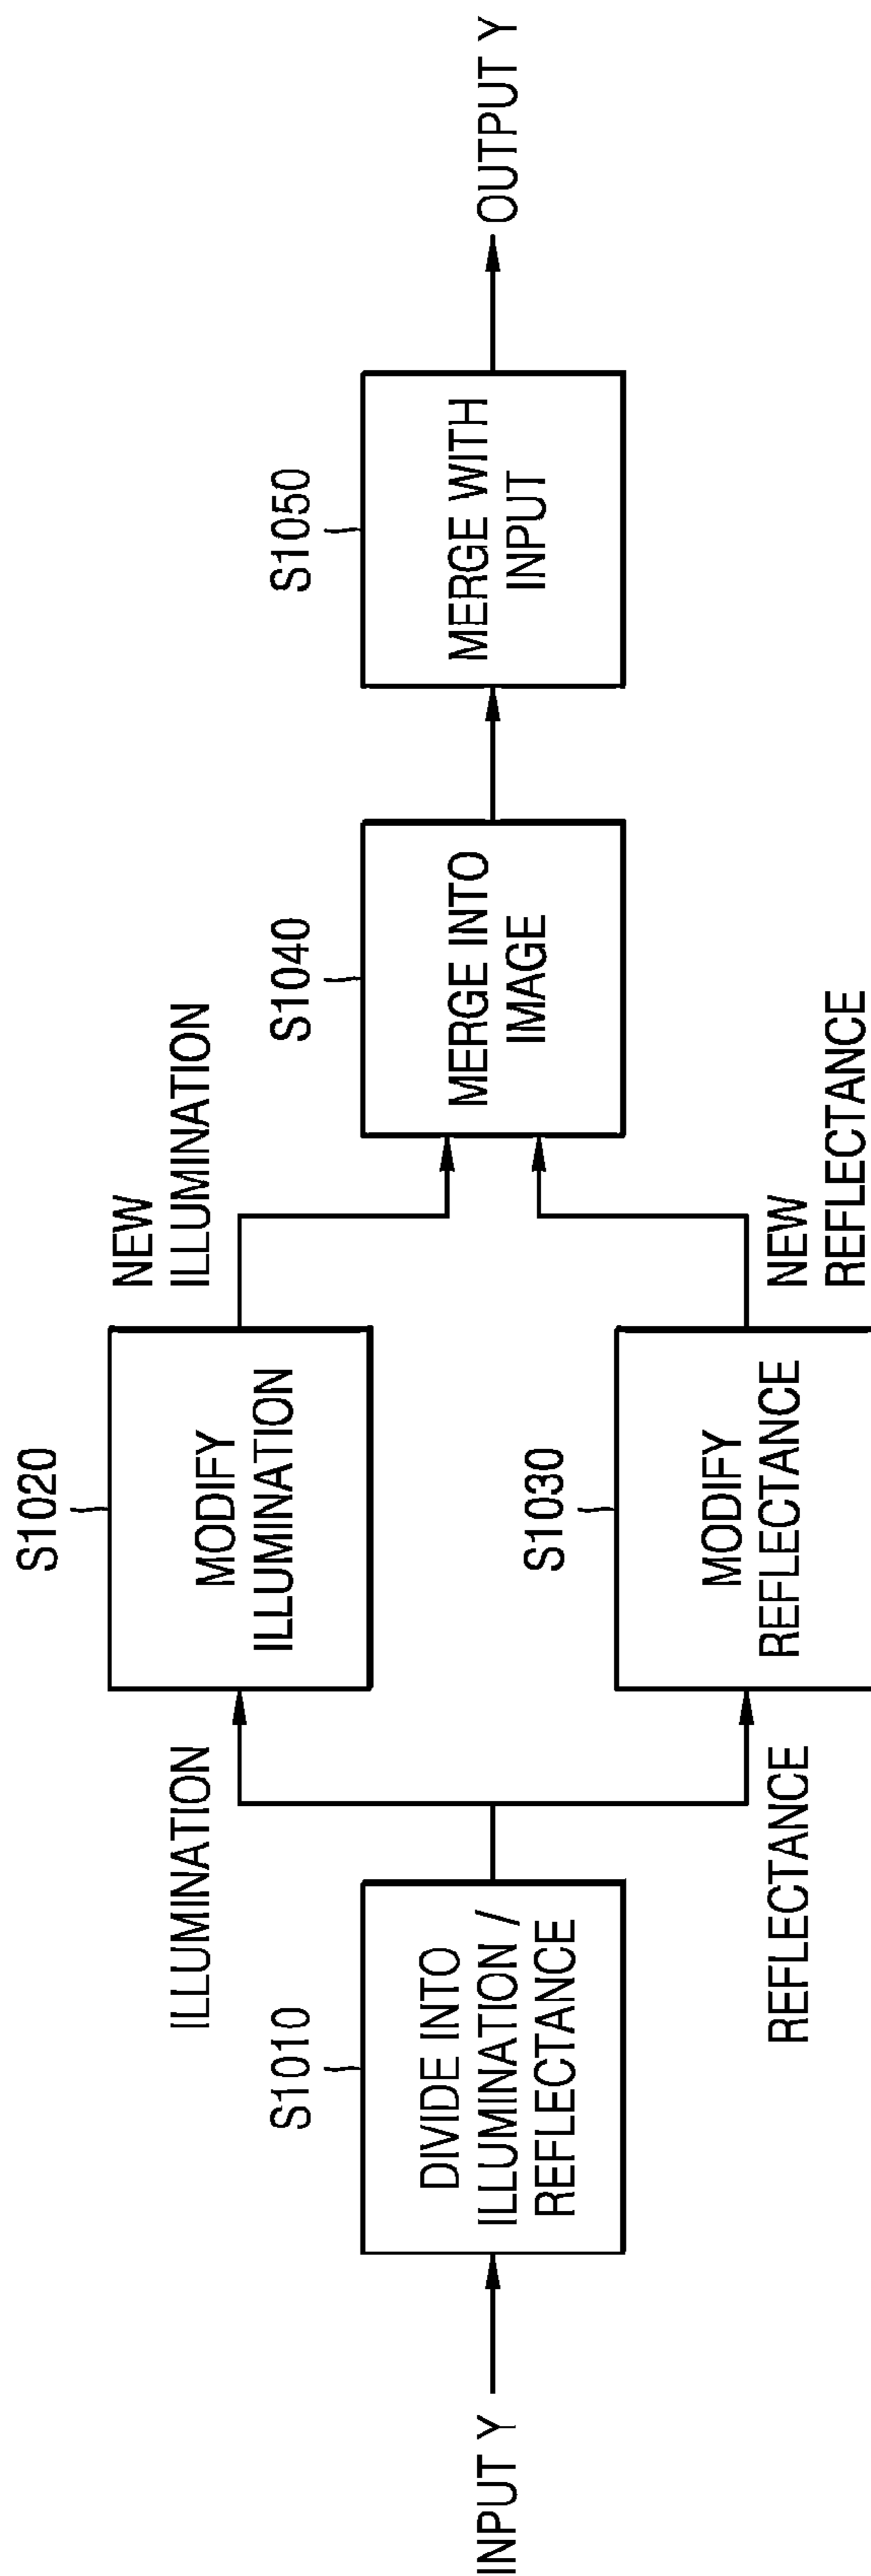 INPUT Y
S1010
DIVIDE INTO
ILLUMINATION /
REFLECTANCE
ILLUMINATION
REFLECTANCE
S1020
MODIFY
ILLUMINATION
S1030
MODIFY
REFLECTANCE
NEW
ILLUMINATION
NEW
REFLECTANCE
S1040
MERGE INTO
IMAGE
S1050
MERGE WITH
INPUT
OUTPUT Y